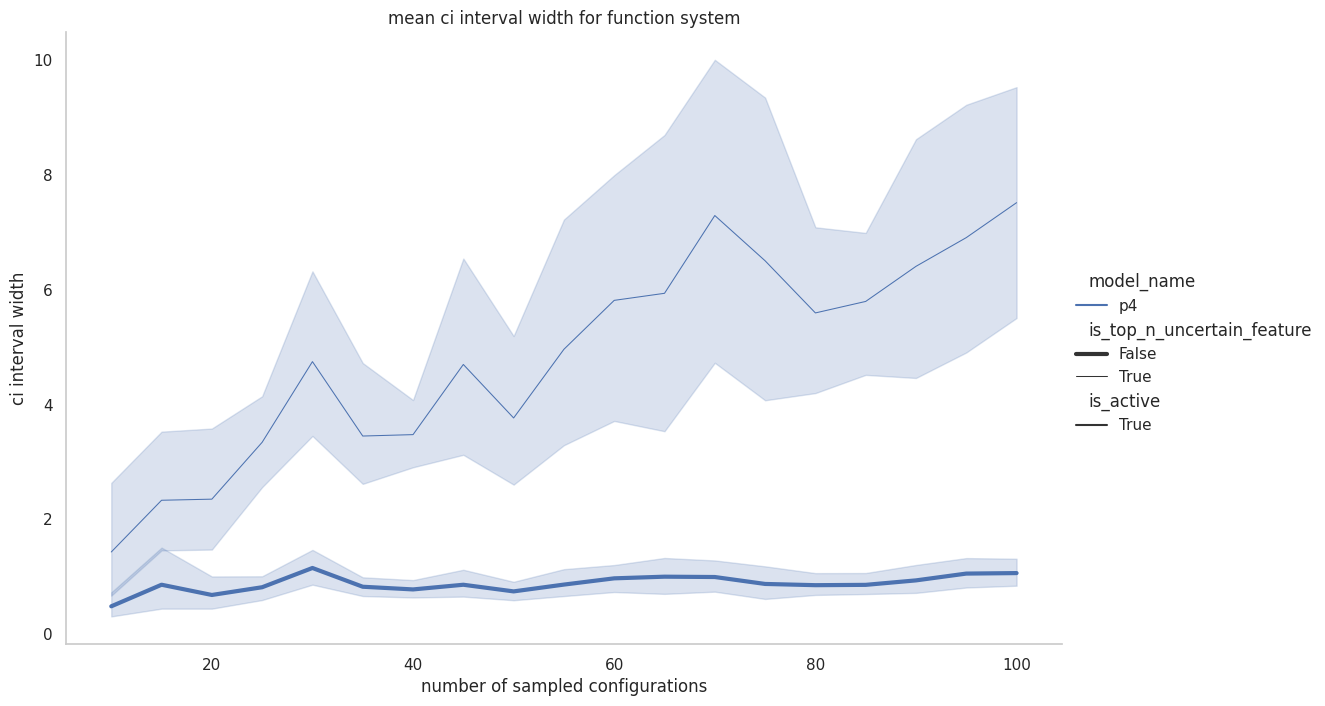 mean ci interval width for function system
10
8
6
4
2
0
ci interval width
20
40
60
80
100
number of sampled configurations
model_name
p4
is_top_n_uncertain_feature
False
True
is_active
True